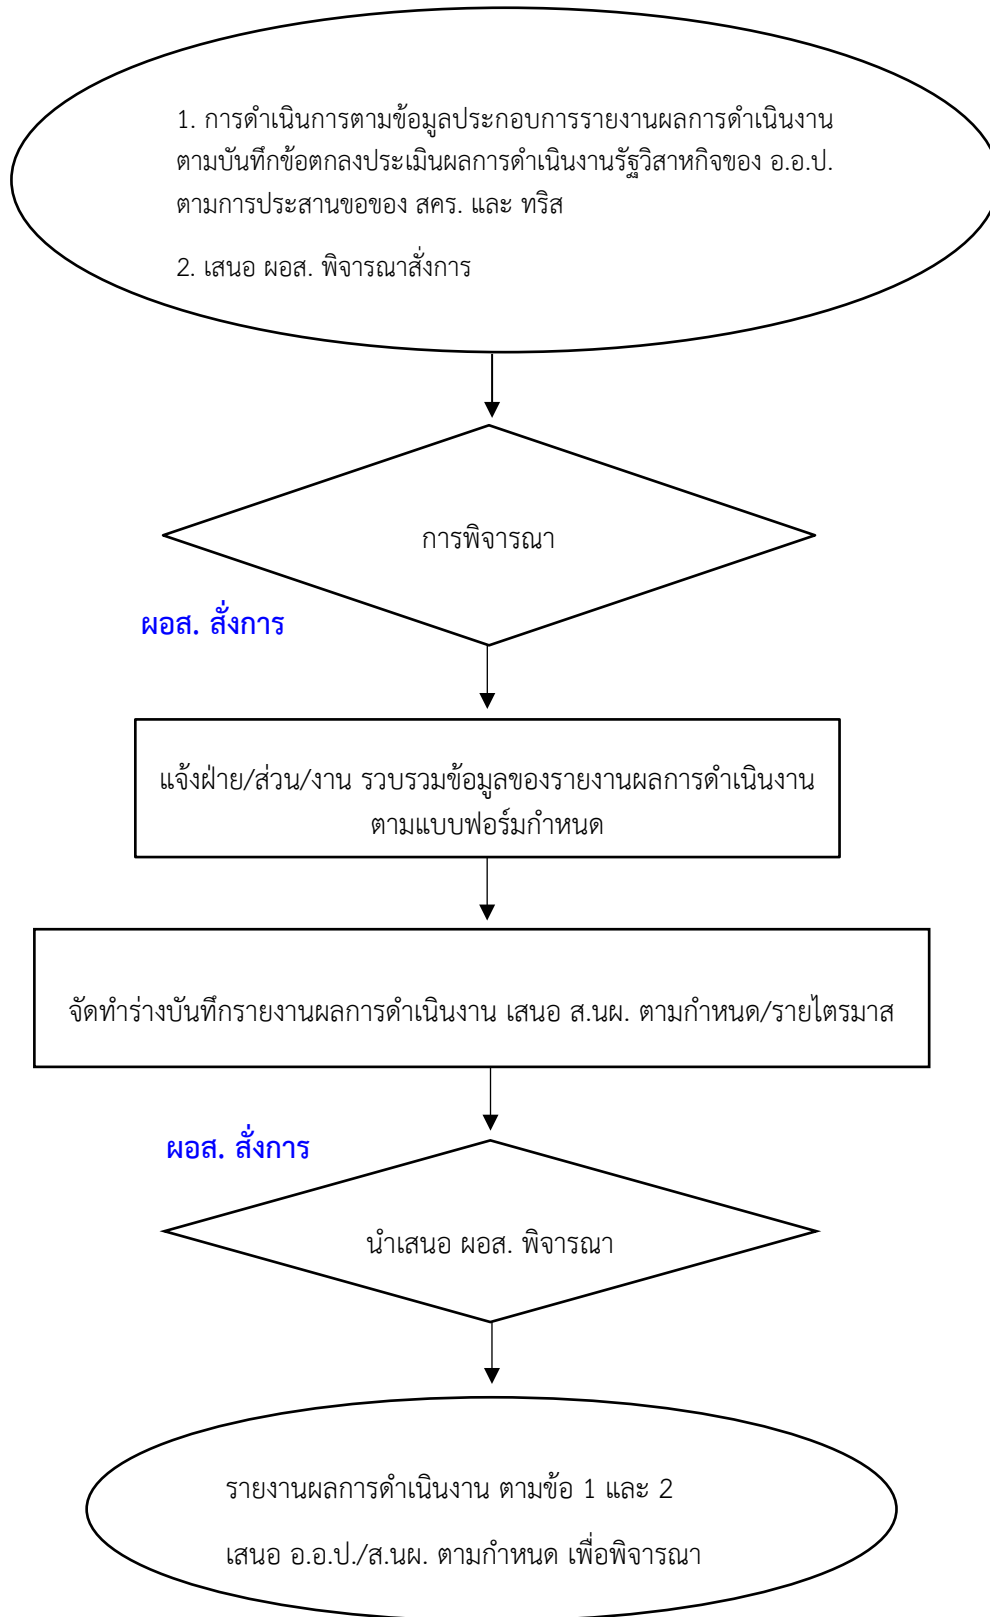 1. การดำเนินการตามข้อมูลประกอบการรายงานผลการดำเนินงาน
ตามบันทึกข้อตกลงประเมินผลการดำเนินงานรัฐวิสาหกิจของ อ.อ.ป.
ตามการประสานขอของ สคร. และ ทริส
2. เสนอ ผอส. พิจารณาสั่งการ
การพิจารณา
ผอส. สั่งการ
แจ้งฝ่าย/ส่วน/งาน รวบรวมข้อมูลของรายงานผลการดำเนินงาน
ตามแบบฟอร์มกำหนด
จัดทำร่างบันทึกรายงานผลการดำเนินงาน เสนอ ส.นผ. ตามกำหนด/รายไตรมาส
ผอส. สั่งการ
นำเสนอ ผอส. พิจารณา
รายงานผลการดำเนินงาน ตามข้อ 1 และ 2
เสนอ อ.อ.ป./ส.นผ. ตามกำหนด เพื่อพิจารณา